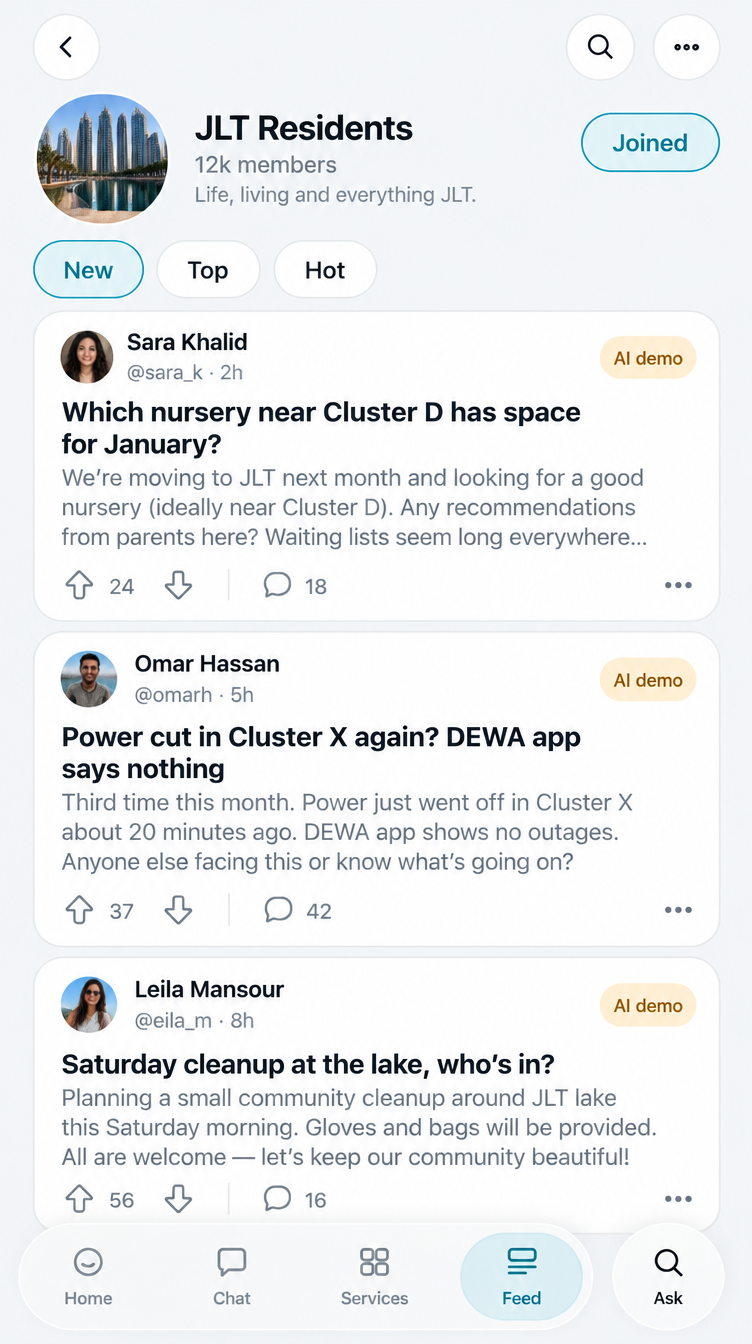 JLT Residents
12k members
Life, living and everything JLT.
Joined
New
Top
Hot
Sara Khalid
@sara_k · 2h
AI demo
Which nursery near Cluster D has space
for January?
We’re moving to JLT next month and looking for a good
nursery (ideally near Cluster D). Any recommendations
from parents here? Waiting lists seem long everywhere...
24
18
Omar Hassan
@omarh · 5h
AI demo
Power cut in Cluster X again? DEWA app
says nothing
Third time this month. Power just went off in Cluster X
about 20 minutes ago. DEWA app shows no outages.
Anyone else facing this or know what’s going on?
37
42
Leila Mansour
@eila_m · 8h
AI demo
Saturday cleanup at the lake, who’s in?
Planning a small community cleanup around JLT lake
this Saturday morning. Gloves and bags will be provided.
All are welcome — let’s keep our community beautiful!
56
16
Home
Chat
Services
Feed
Ask